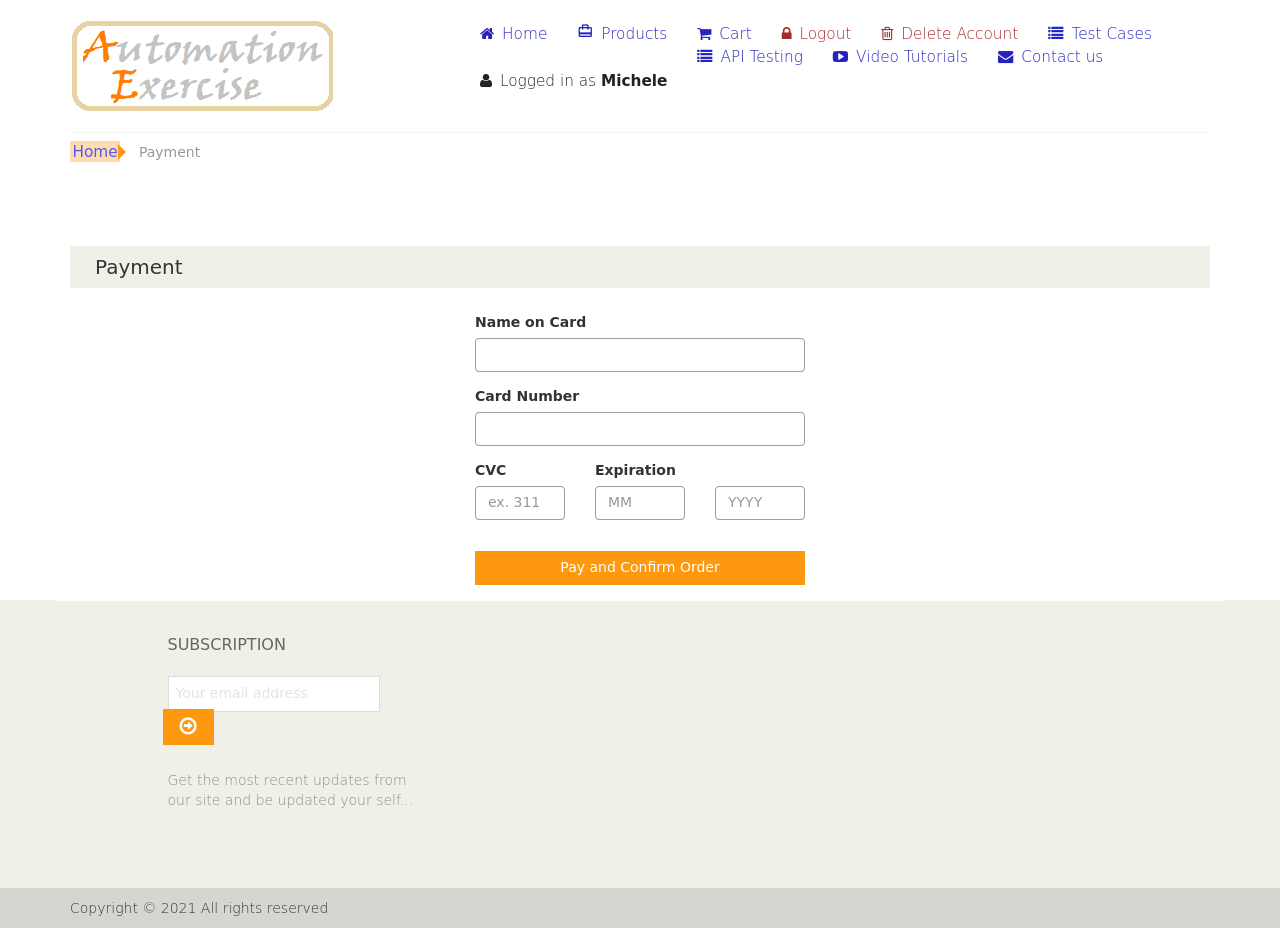 Automation
Exercise
Home Products Cart Logout Delete Account Test Cases
API Testing Video Tutorials Contact us
Logged in as Michele
Home Payment
Payment
Name on Card
Card Number
CVC Expiration
ex. 311 MM YYYY
Pay and Confirm Order
SUBSCRIPTION
Your email address
Get the most recent updates from
our site and be updated your self...
Copyright © 2021 All rights reserved